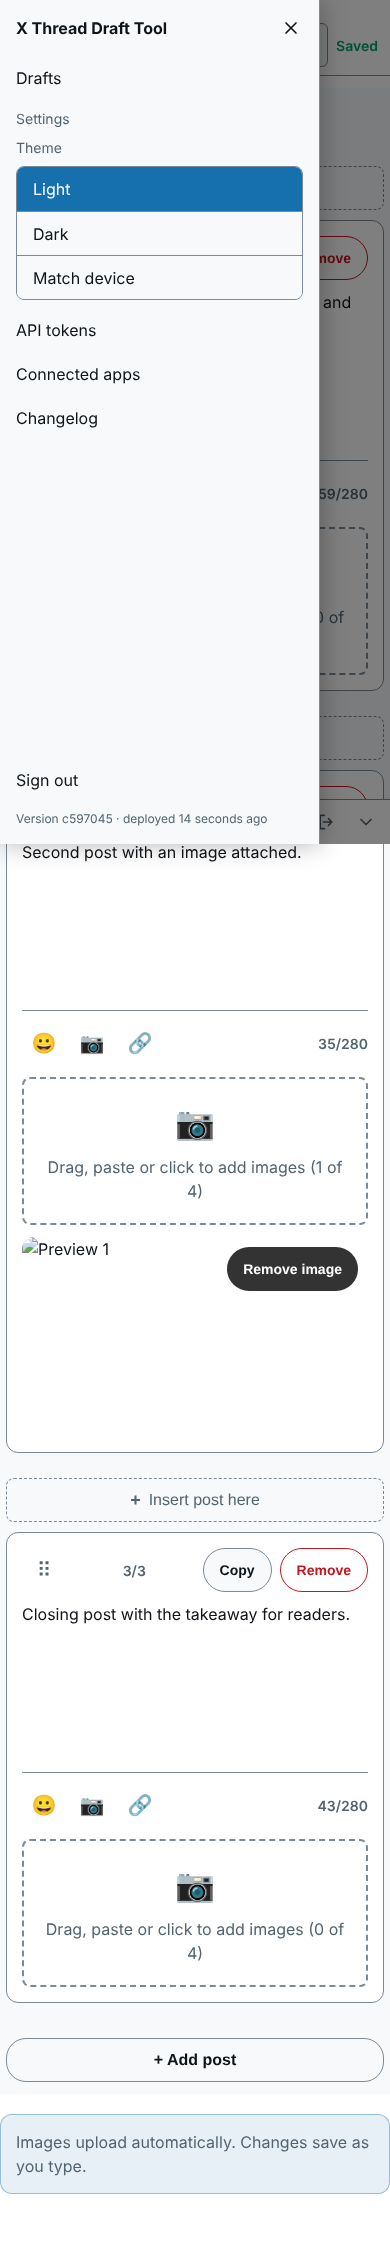 X Thread Draft Tool
Saved
Drafts
Settings
Theme
Light
Dark
Match device
API tokens
Connected apps
Changelog
and
59/280
of
Sign out
Version c597045 · deployed 14 seconds ago
Second post with an image attached.
35/280
Drag, paste or click to add images (1 of
4)
Preview 1
Remove image
+ Insert post here
3/3
Copy
Remove
Closing post with the takeaway for readers.
43/280
Drag, paste or click to add images (0 of
4)
+ Add post
Images upload automatically. Changes save as
you type.